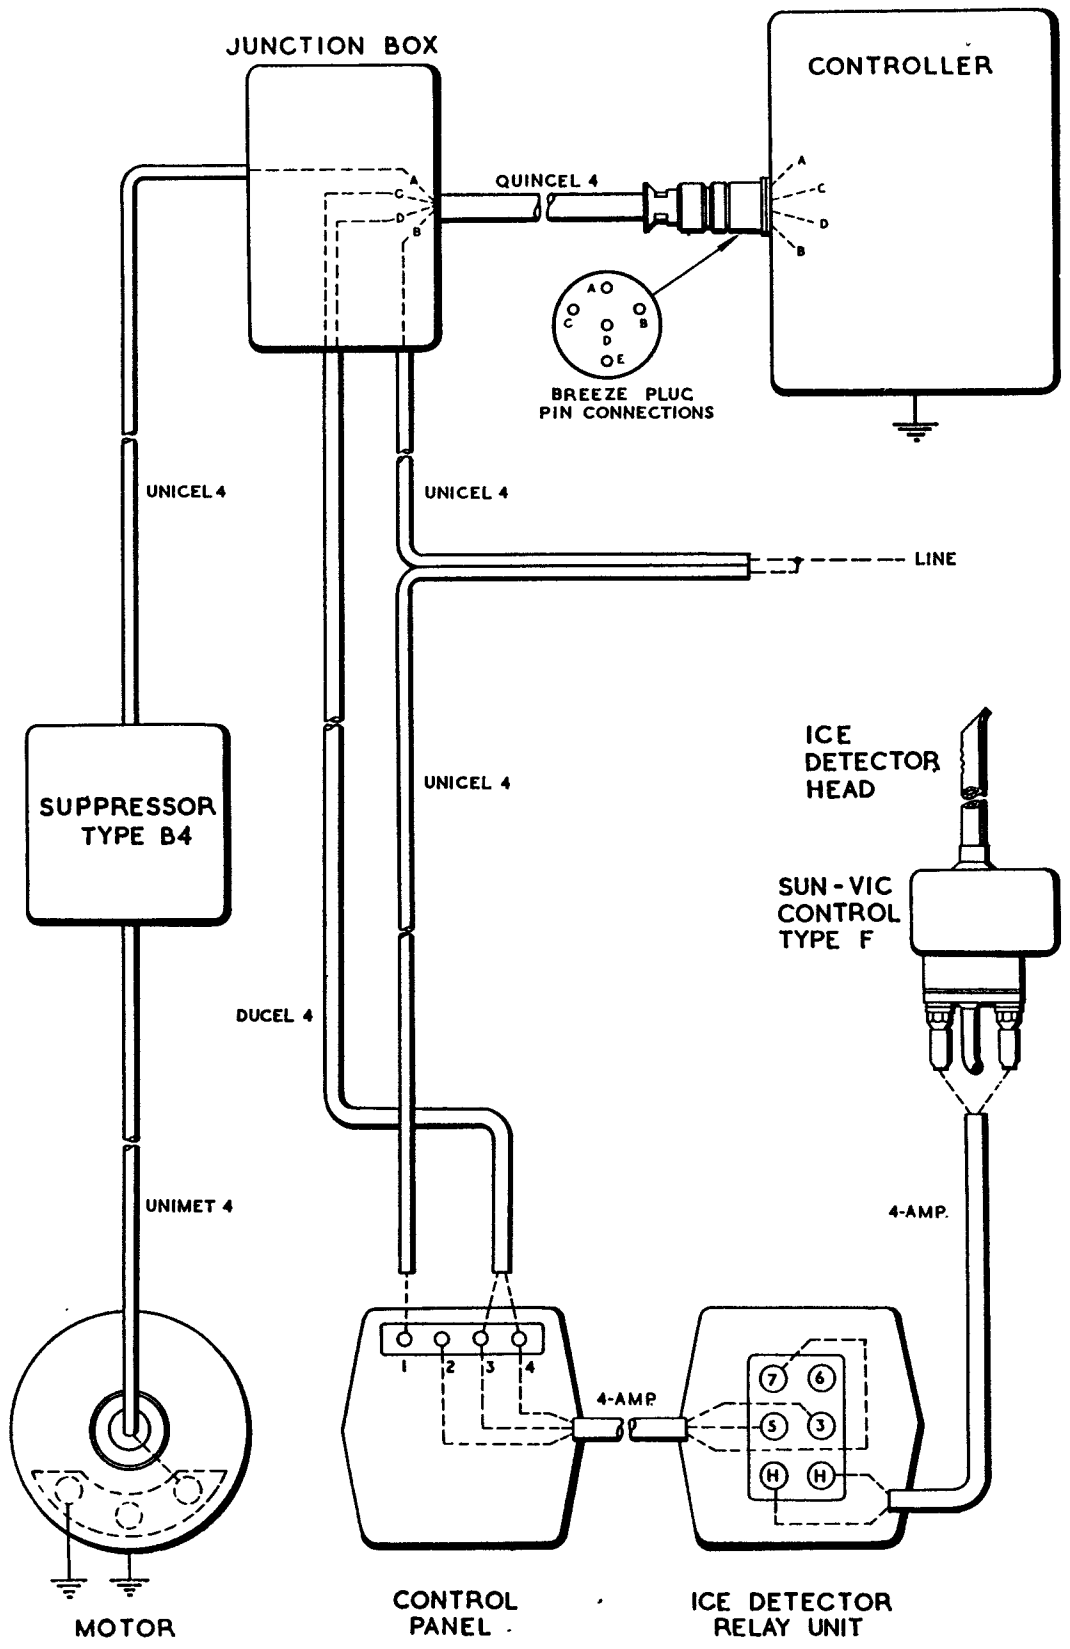 JUNCTION BOX
CONTROLLER
A
C
D
B
QUINCEL 4
A
C
D
B
A
C
B
D
E
BREEZE PLUG
PIN CONNECTIONS
UNICEL 4
UNICEL 4
LINE
ICE
DETECTOR
HEAD
UNICEL 4
SUPPRESSOR
TYPE B4
SUN-VIC
CONTROL
TYPE F
DUCEL 4
UNIMET 4
4-AMP.
1
2
3
4
4-AMP.
7
6
5
3
H
H
MOTOR
CONTROL
PANEL
ICE DETECTOR
RELAY UNIT